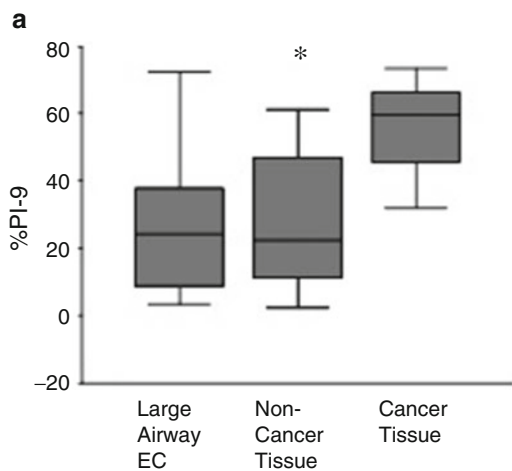 a
80
*
60
40
20
0
–20
%PI-9
Large
Airway
EC
Non-
Cancer
Tissue
Cancer
Tissue